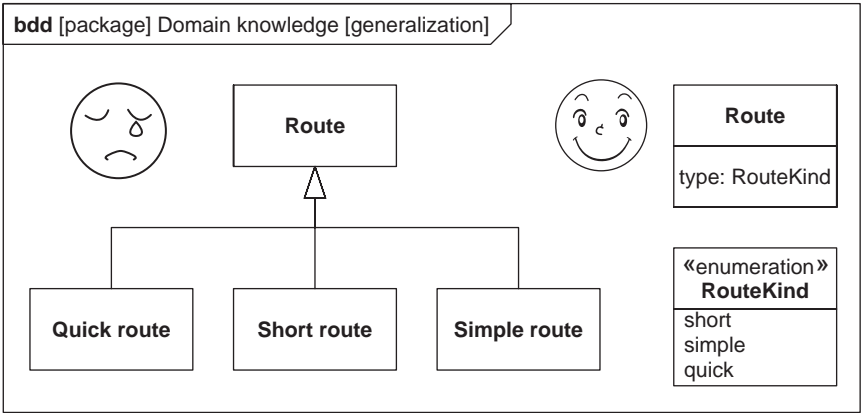 bdd [package] Domain knowledge [generalization]
Route
Quick route
Short route
Simple route
Route
type: RouteKind
«enumeration»
RouteKind
short
simple
quick